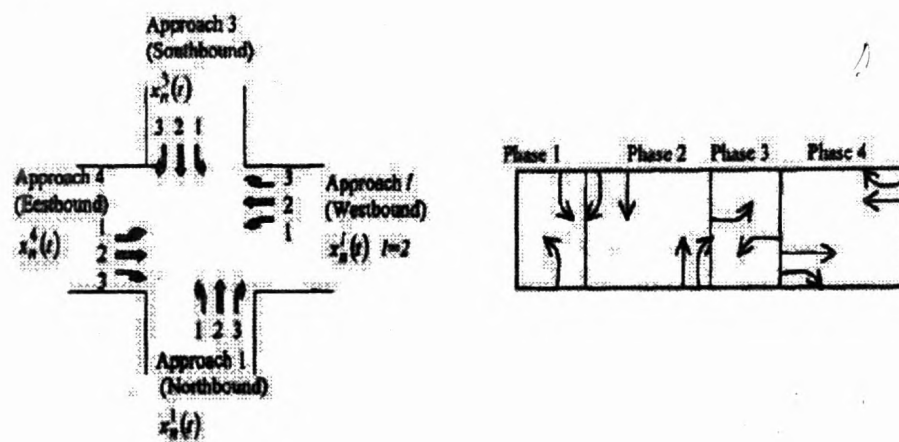 Approach 3
(Southbound)
x_n^3(t)
3 2 1
Approach 4
(Eestbound)
x_n^4(t)
1
2
3
3
2
1
Approach l
(Westbound)
x_n^l(t) l=2
1 2 3
Approach 1
(Northbound)
x_n^1(t)
Phase 1 Phase 2 Phase 3 Phase 4